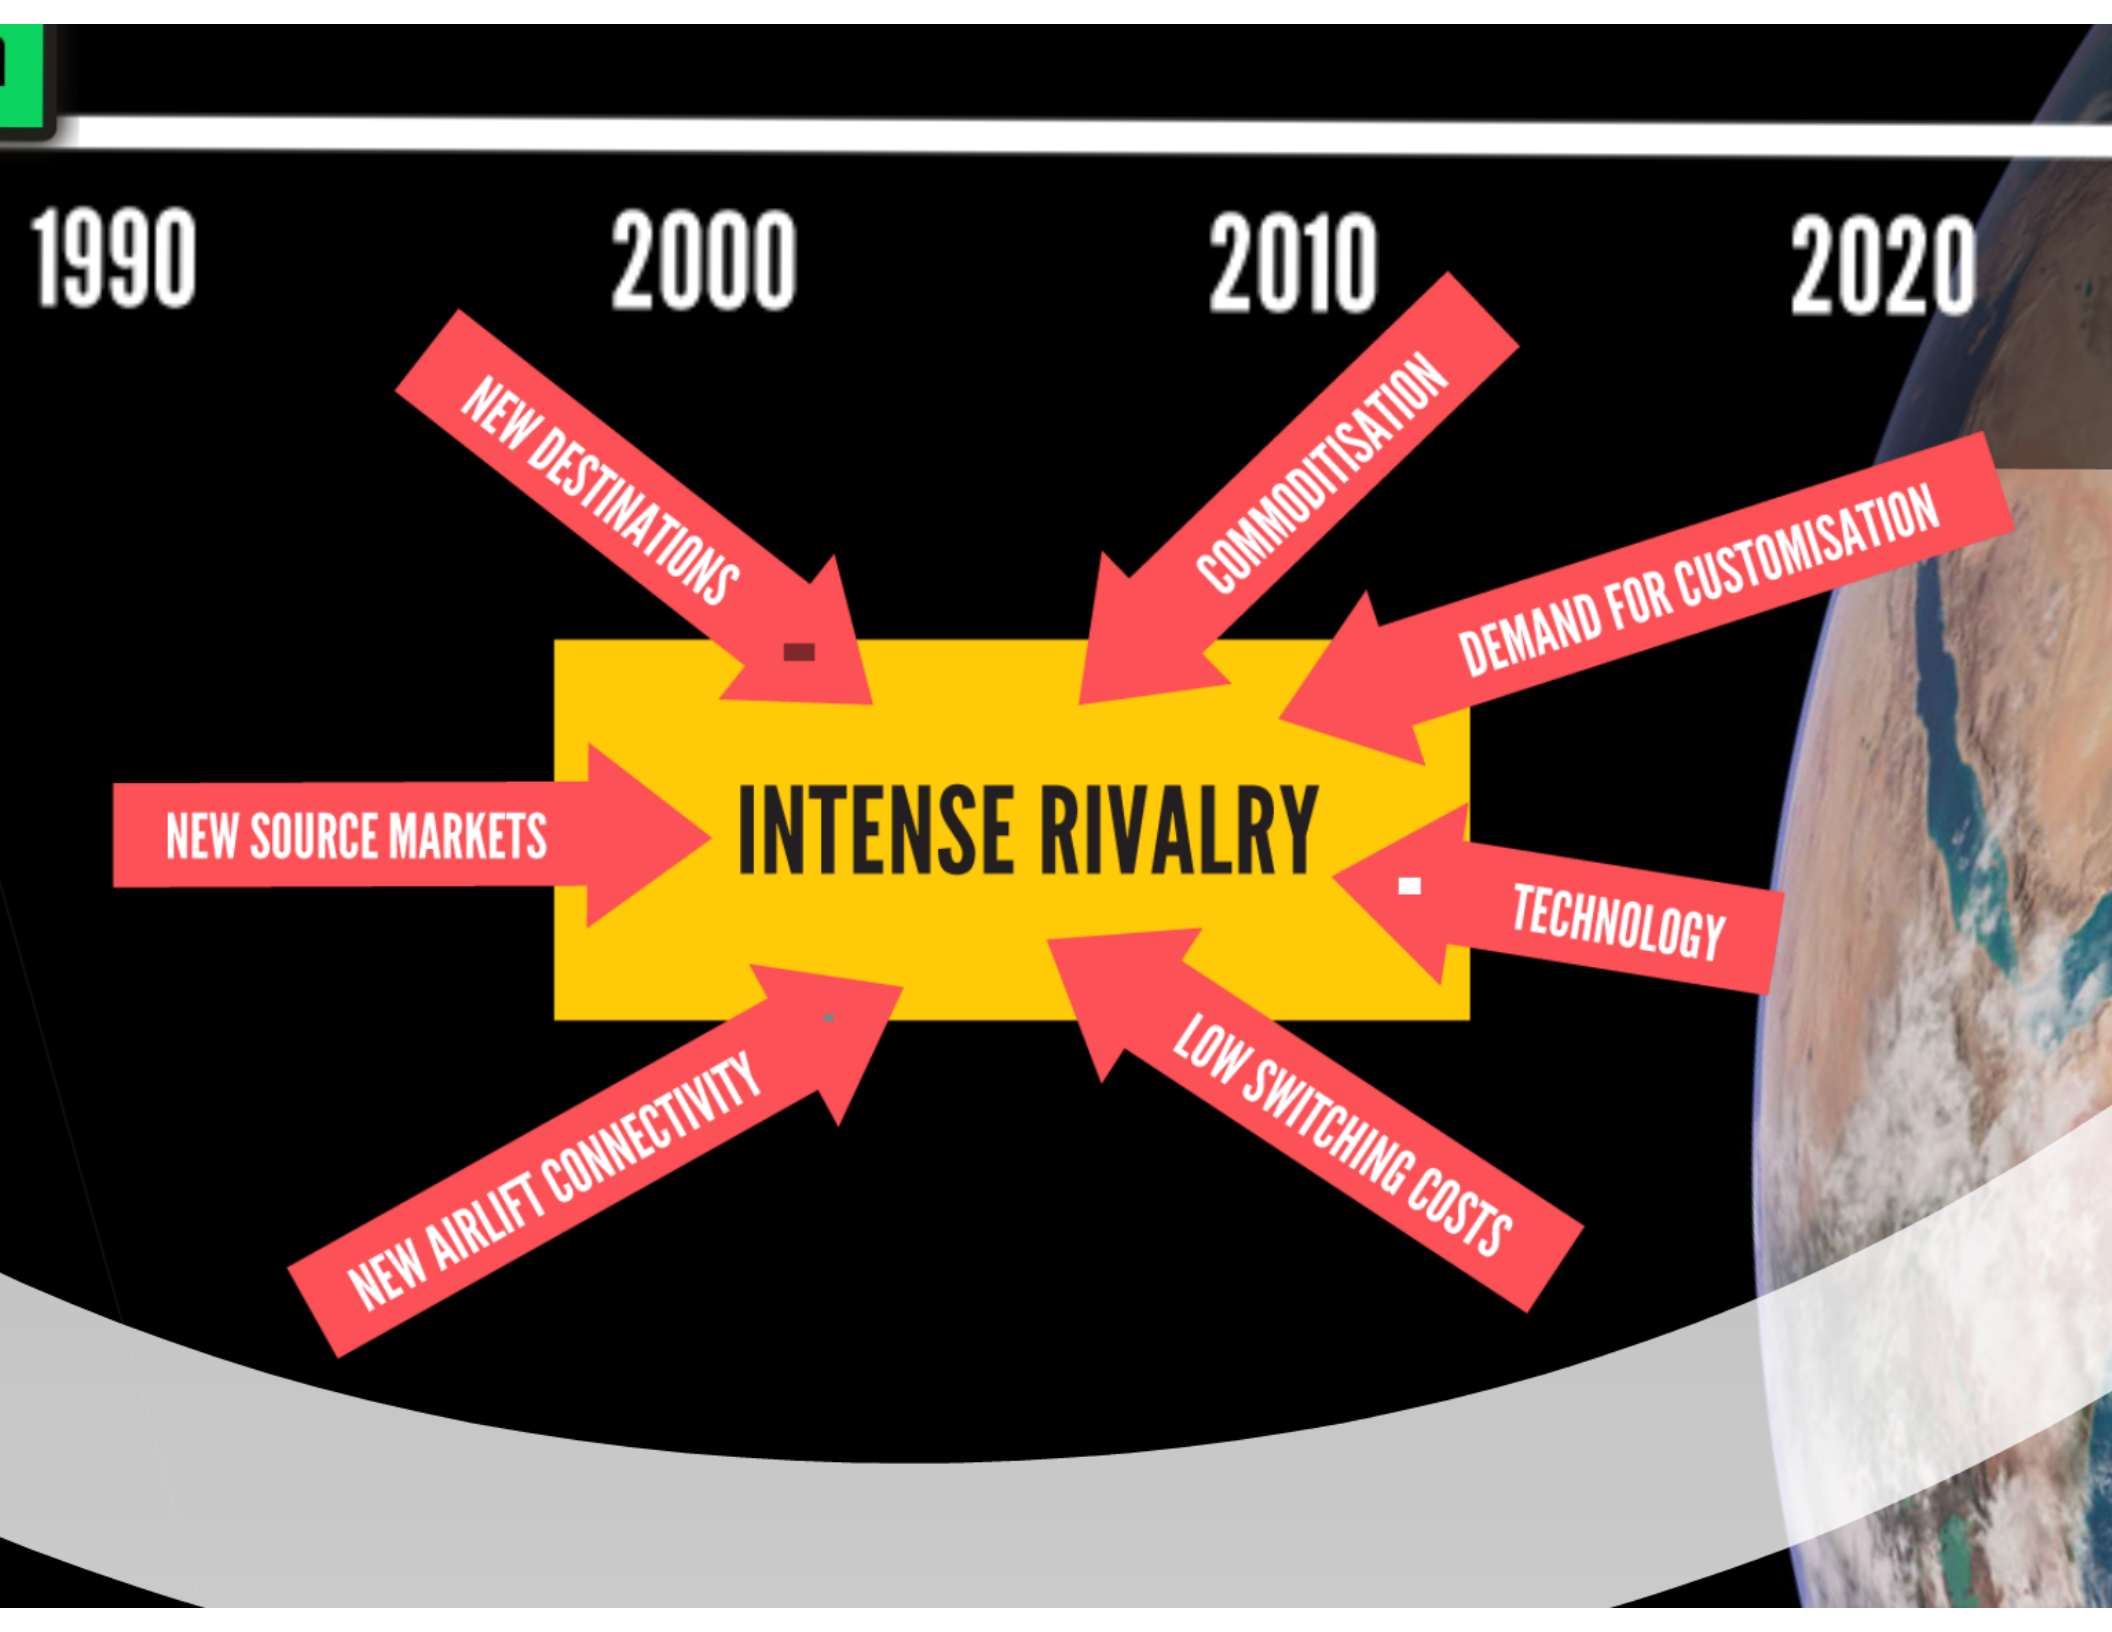 1990
2000
2010
2020
NEW DESTINATIONS
COMMODITISATION
DEMAND FOR CUSTOMISATION
NEW SOURCE MARKETS
INTENSE RIVALRY
TECHNOLOGY
NEW AIRLIFT CONNECTIVITY
LOW SWITCHING COSTS